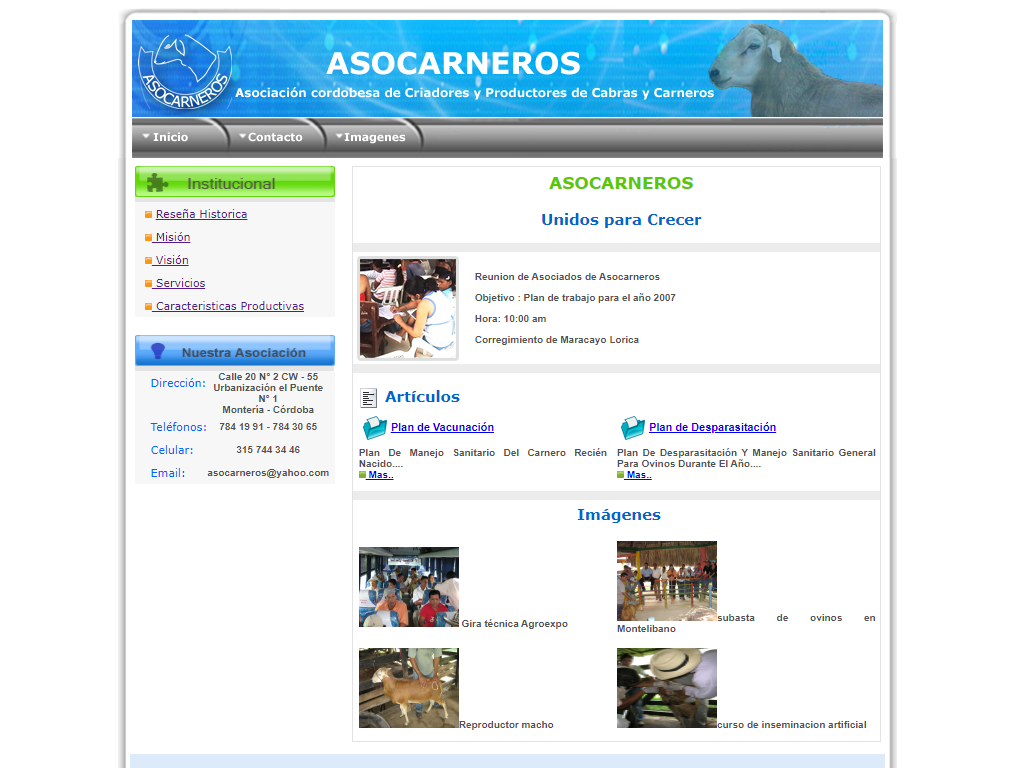 ASOCARNEROS
ASOCARNEROS
Asociación cordobesa de Criadores y Productores de Cabras y Carneros
Inicio
Contacto
Imagenes
Institucional
Reseña Historica
Misión
Visión
Servicios
Caracteristicas Productivas
Nuestra Asociación
Dirección:
Calle 20 N° 2 CW - 55
Urbanización el Puente
N° 1
Montería - Córdoba
Teléfonos: 784 19 91 - 784 30 65
Celular: 315 744 34 46
Email: asocarneros@yahoo.com
ASOCARNEROS
Unidos para Crecer
Reunion de Asociados de Asocarneros
Objetivo : Plan de trabajo para el año 2007
Hora: 10:00 am
Corregimiento de Maracayo Lorica
Artículos
Plan de Vacunación
Plan De Manejo Sanitario Del Carnero Recién
Nacido....
Mas..
Plan de Desparasitación
Plan De Desparasitación Y Manejo Sanitario General
Para Ovinos Durante El Año....
Mas..
Imágenes
Gira técnica Agroexpo
subasta de ovinos en
Montelibano
Reproductor macho
curso de inseminacion artificial